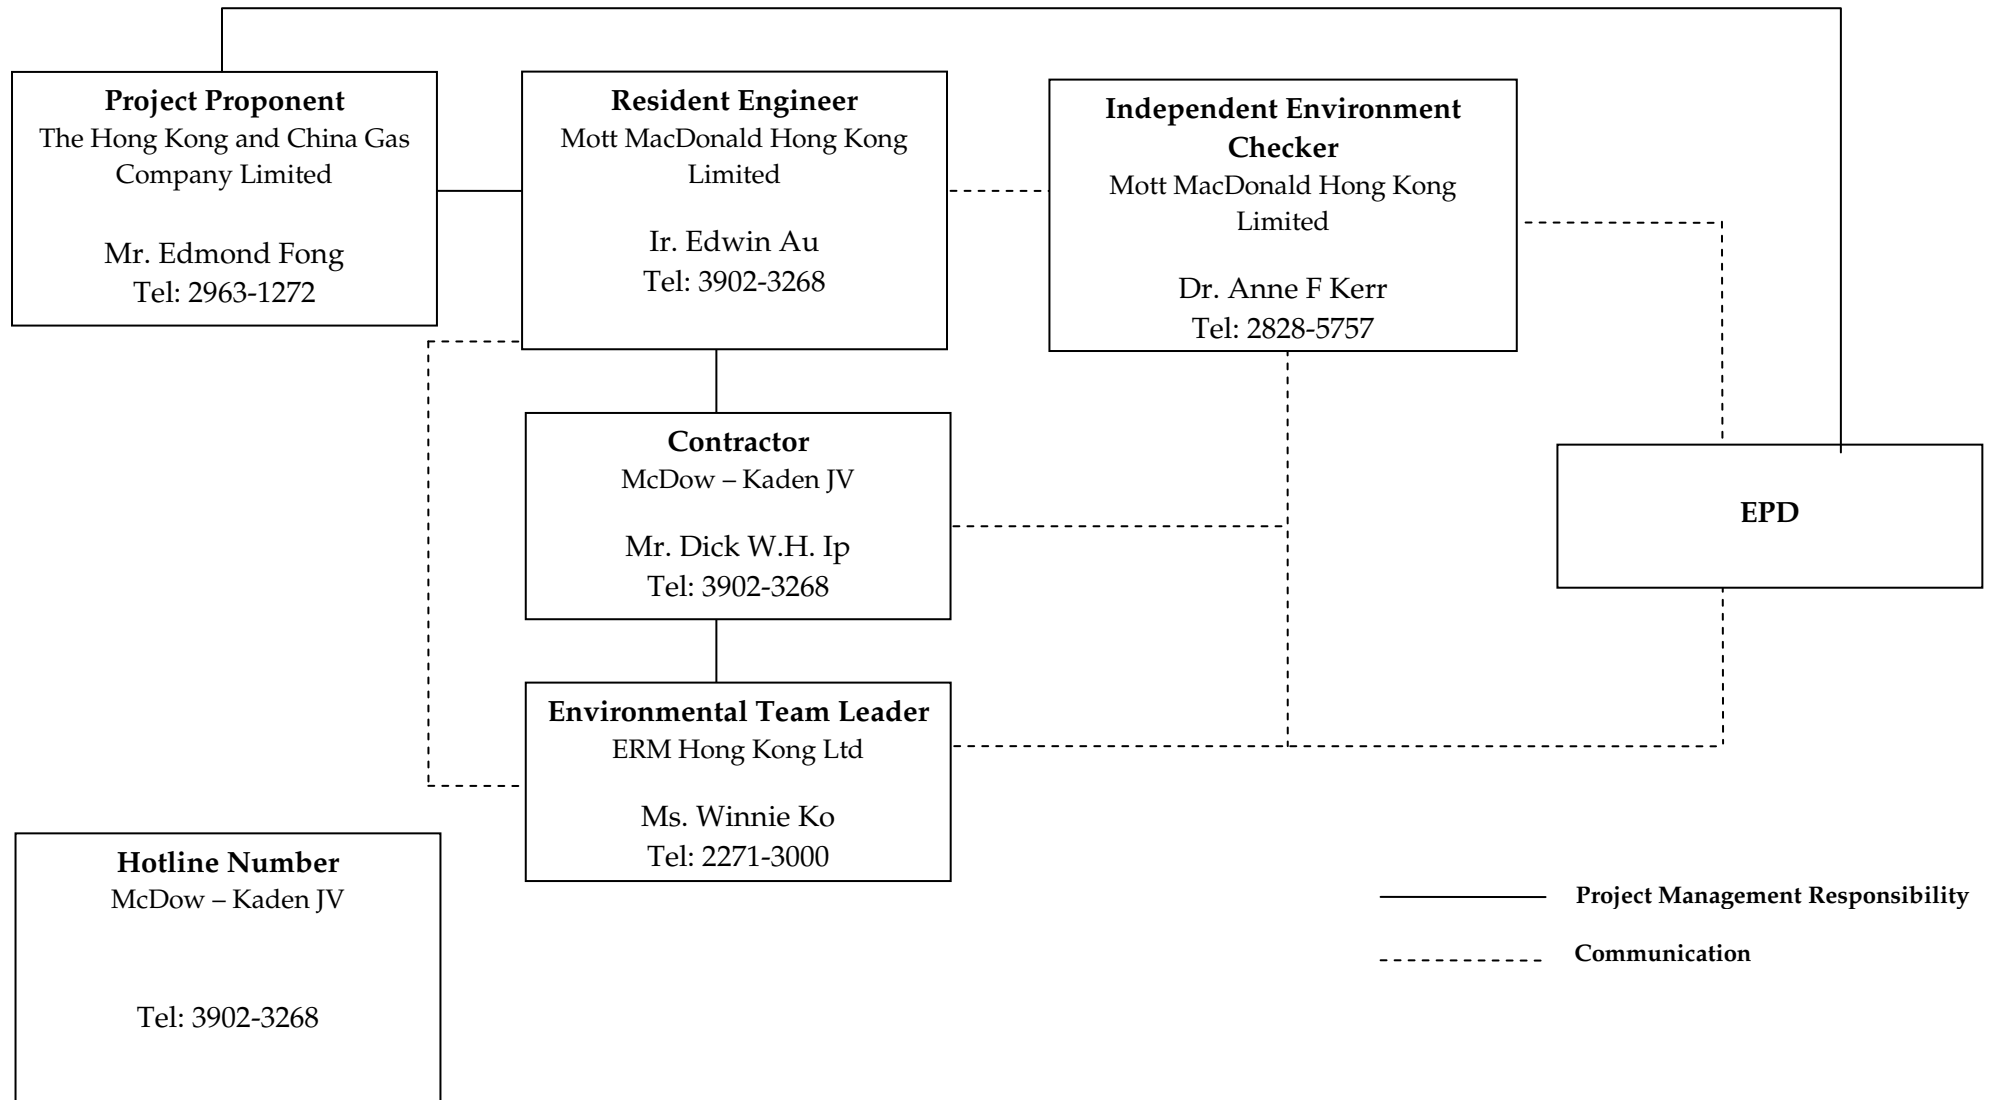 Project Proponent
The Hong Kong and China Gas
Company Limited
Mr. Edmond Fong
Tel: 2963-1272
Resident Engineer
Mott MacDonald Hong Kong
Limited
Ir. Edwin Au
Tel: 3902-3268
Independent Environment
Checker
Mott MacDonald Hong Kong
Limited
Dr. Anne F Kerr
Tel: 2828-5757
Contractor
McDow – Kaden JV
Mr. Dick W.H. Ip
Tel: 3902-3268
EPD
Environmental Team Leader
ERM Hong Kong Ltd
Ms. Winnie Ko
Tel: 2271-3000
Hotline Number
McDow – Kaden JV
Tel: 3902-3268
Project Management Responsibility
Communication